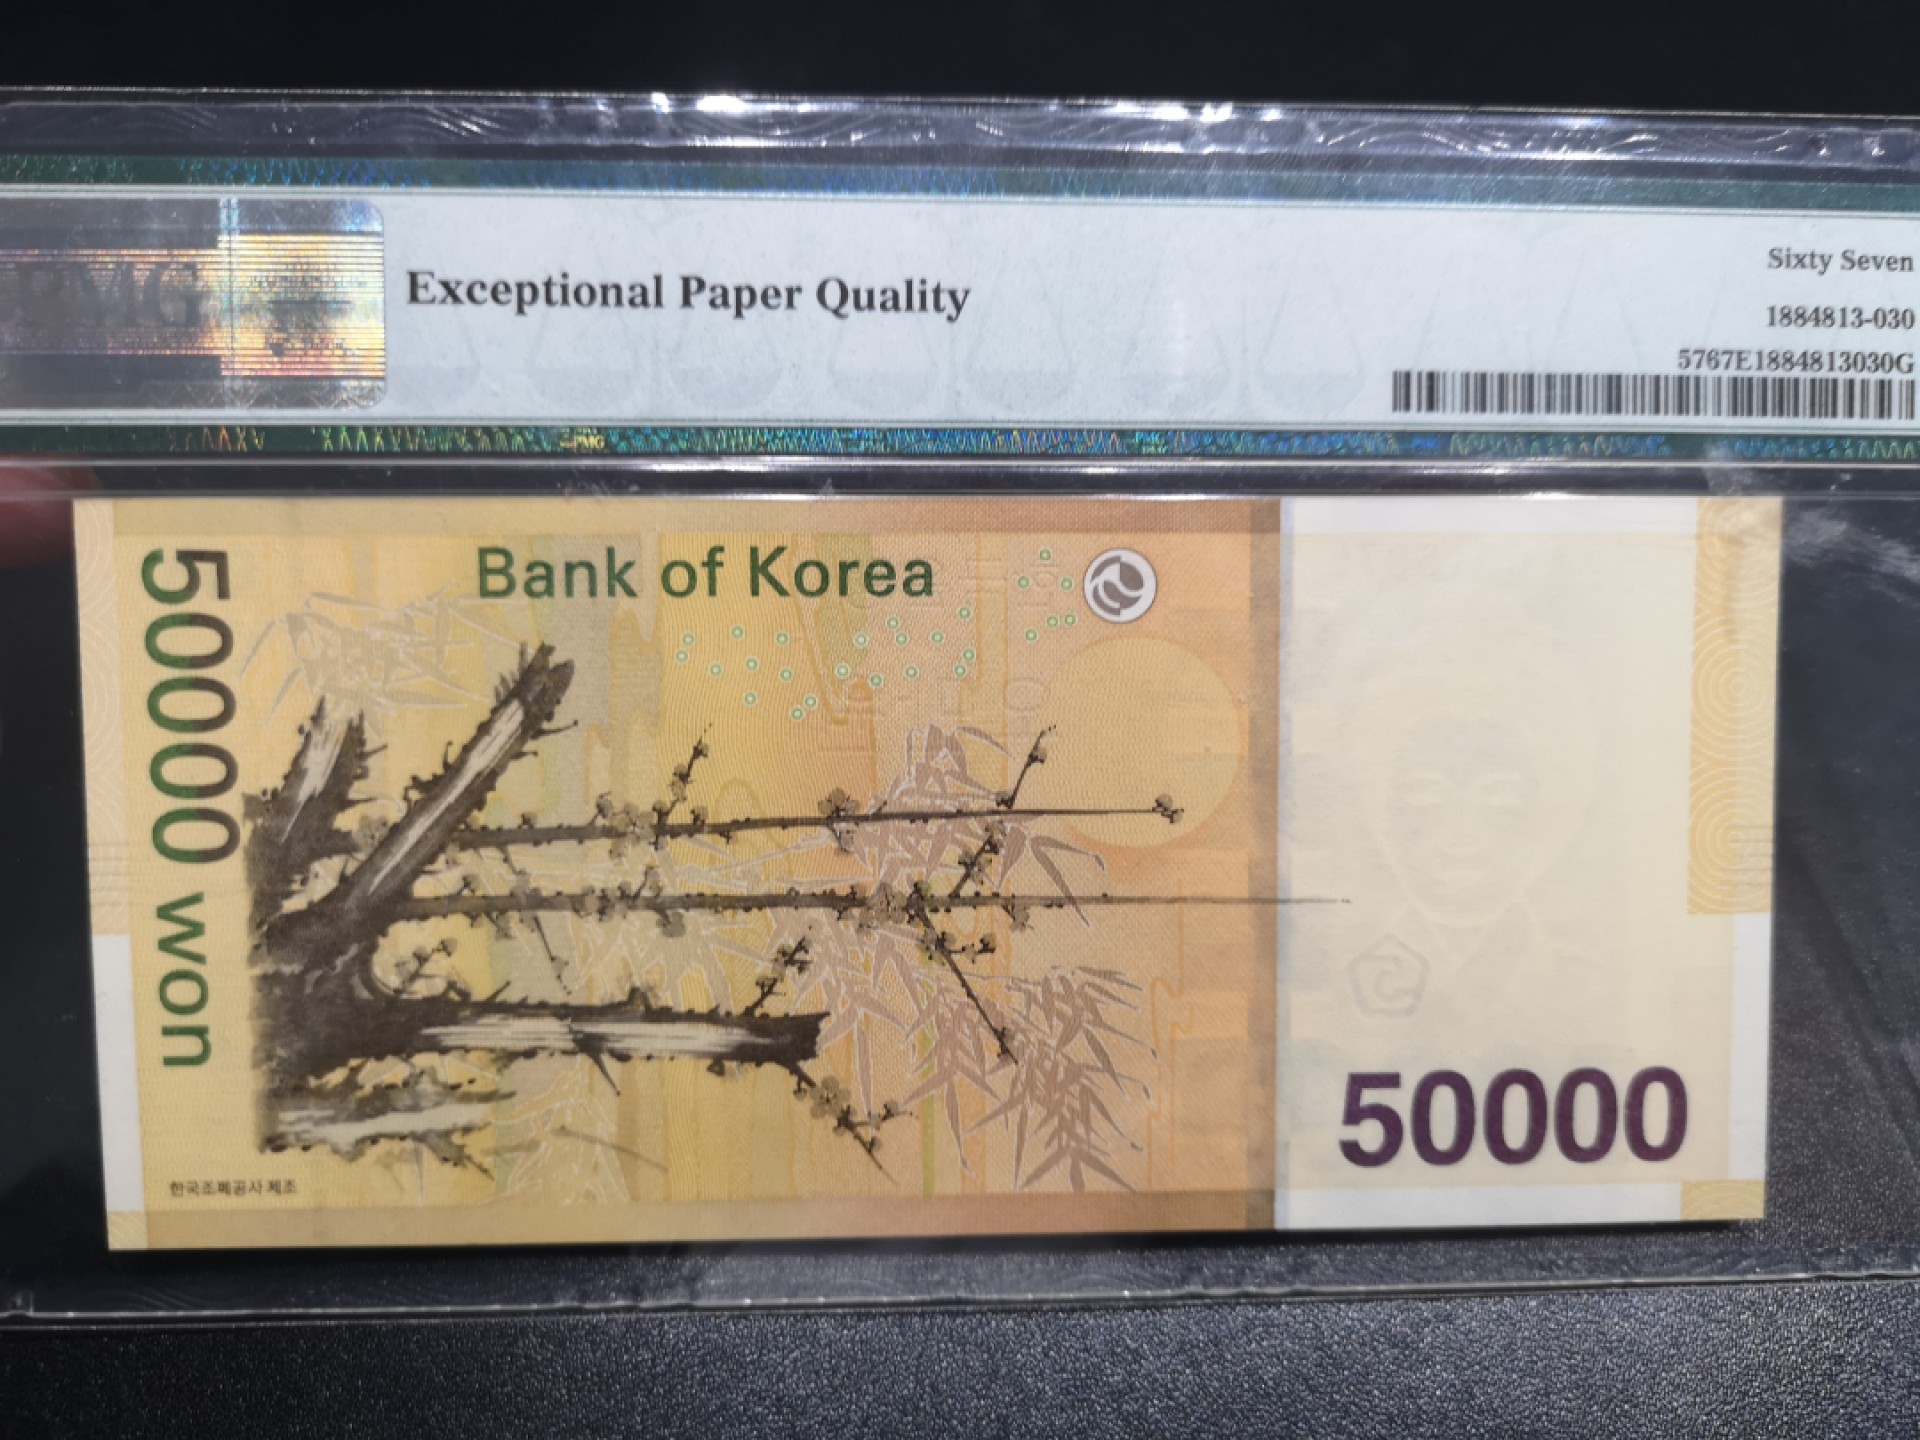 PMG
Exceptional Paper Quality
Sixty Seven
1884813-030
5767E1884813030G
Bank of Korea
50000 won
50000
한국조폐공사 제조